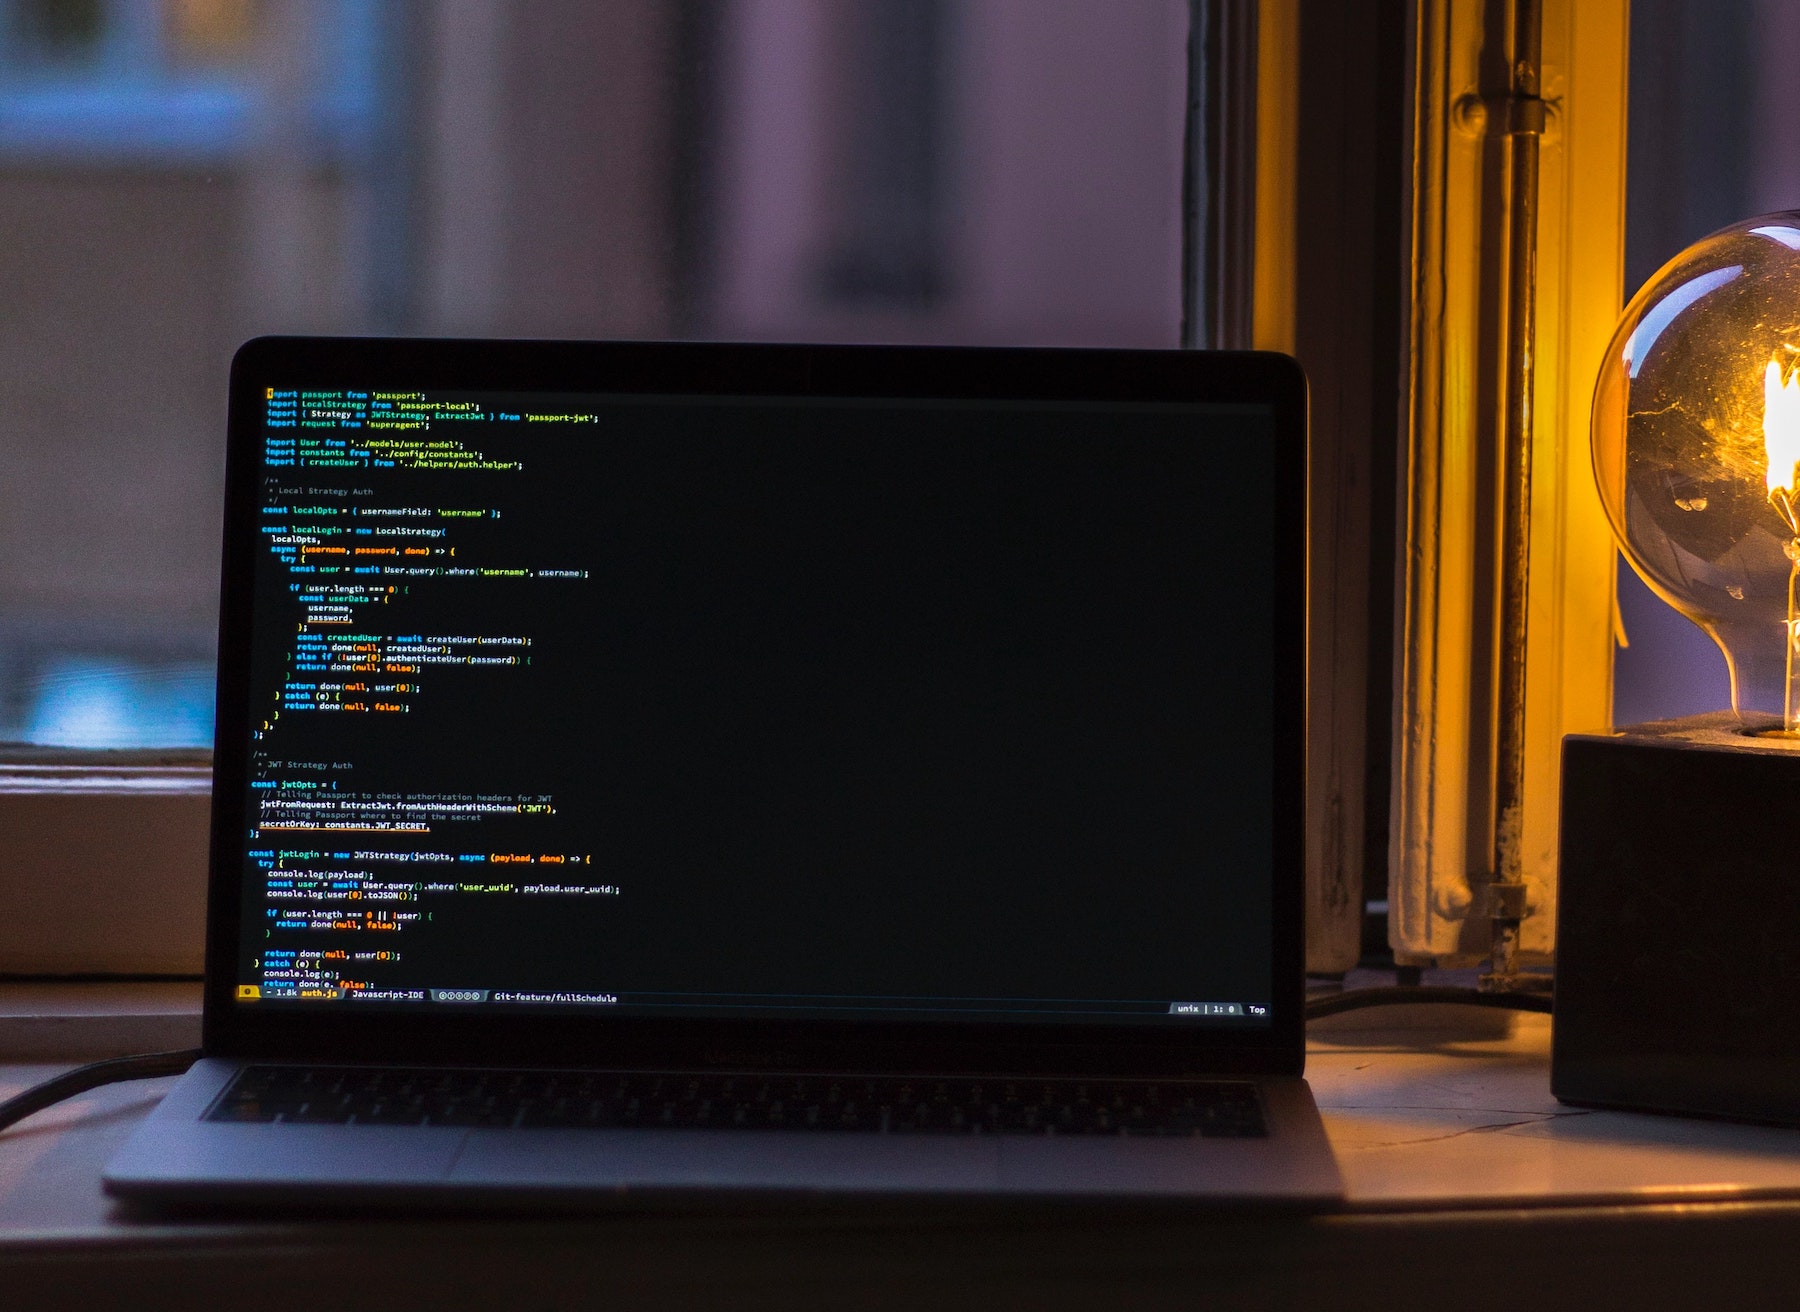 import passport from 'passport';
import LocalStrategy from 'passport-local';
import { Strategy as JWTStrategy, ExtractJwt } from 'passport-jwt';
import request from 'superagent';
import User from '../models/user.model';
import constants from '../config/constants';
import { createUser } from '../helpers/auth.helper';
/**
* Local Strategy Auth
*/
const localOpts = { usernameField: 'username' };
const localLogin = new LocalStrategy(
localOpts,
async (username, password, done) => {
try {
const user = await User.query().where('username', username);
if (user.length === 0) {
const userData = {
username,
password,
};
const createdUser = await createUser(userData);
return done(null, createdUser);
} else if (!user[0].authenticateUser(password)) {
return done(null, false);
}
return done(null, user[0]);
} catch (e) {
return done(null, false);
}
},
);
/**
* JWT Strategy Auth
*/
const jwtOpts = {
// Telling Passport to check authorization headers for JWT
jwtFromRequest: ExtractJwt.fromAuthHeaderWithScheme('JWT'),
// Telling Passport where to find the secret
secretOrKey: constants.JWT_SECRET,
};
const jwtLogin = new JWTStrategy(jwtOpts, async (payload, done) => {
try {
console.log(payload);
const user = await User.query().where('user_uuid', payload.user_uuid);
console.log(user[0].toJSON());
if (user.length === 0 || !user) {
return done(null, false);
}
return done(null, user[0]);
} catch (e) {
console.log(e);
return done(e, false);
- 1.8k auth.js Javascript-IDE Git-feature/fullSchedule unix | 1: 0 Top